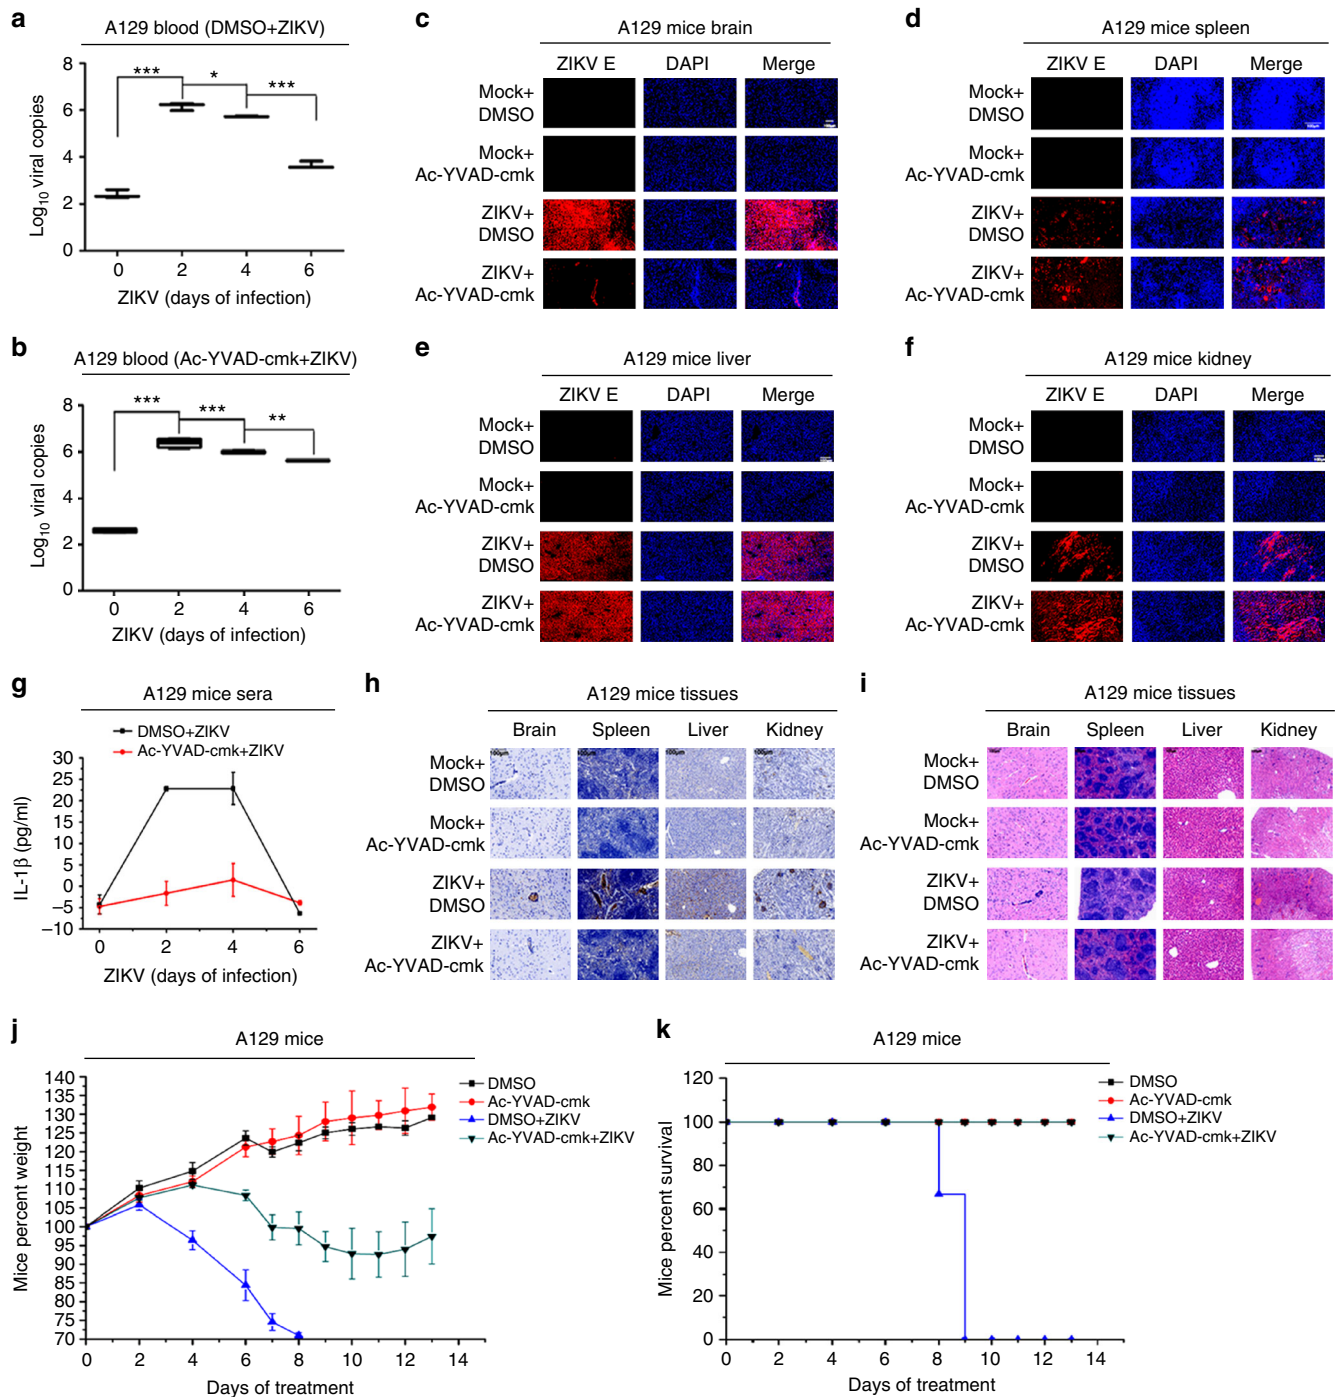 a
A129 blood (DMSO+ZIKV)
Log10 viral copies
8
6
4
2
0
*** * ***
0 2 4 6
ZIKV (days of infection)
b
A129 blood (Ac-YVAD-cmk+ZIKV)
Log10 viral copies
8
6
4
2
0
*** *** **
0 2 4 6
ZIKV (days of infection)
c
A129 mice brain
ZIKV E DAPI Merge
Mock+
DMSO
Mock+
Ac-YVAD-cmk
ZIKV+
DMSO
ZIKV+
Ac-YVAD-cmk
d
A129 mice spleen
ZIKV E DAPI Merge
Mock+
DMSO
Mock+
Ac-YVAD-cmk
ZIKV+
DMSO
ZIKV+
Ac-YVAD-cmk
e
A129 mice liver
ZIKV E DAPI Merge
Mock+
DMSO
Mock+
Ac-YVAD-cmk
ZIKV+
DMSO
ZIKV+
Ac-YVAD-cmk
f
A129 mice kidney
ZIKV E DAPI Merge
Mock+
DMSO
Mock+
Ac-YVAD-cmk
ZIKV+
DMSO
ZIKV+
Ac-YVAD-cmk
g
A129 mice sera
DMSO+ZIKV
Ac-YVAD-cmk+ZIKV
IL-1β (pg/ml)
30
25
20
15
10
5
0
−5
−10
0 2 4 6
ZIKV (days of infection)
h
A129 mice tissues
Brain Spleen Liver Kidney
Mock+
DMSO
Mock+
Ac-YVAD-cmk
ZIKV+
DMSO
ZIKV+
Ac-YVAD-cmk
i
A129 mice tissues
Brain Spleen Liver Kidney
Mock+
DMSO
Mock+
Ac-YVAD-cmk
ZIKV+
DMSO
ZIKV+
Ac-YVAD-cmk
j
A129 mice
DMSO
Ac-YVAD-cmk
DMSO+ZIKV
Ac-YVAD-cmk+ZIKV
Mice percent weight
140
135
130
125
120
115
110
105
100
95
90
85
80
75
70
0 2 4 6 8 10 12 14
Days of treatment
k
A129 mice
DMSO
Ac-YVAD-cmk
DMSO+ZIKV
Ac-YVAD-cmk+ZIKV
Mice percent survival
120
100
80
60
40
20
0
0 2 4 6 8 10 12 14
Days of treatment